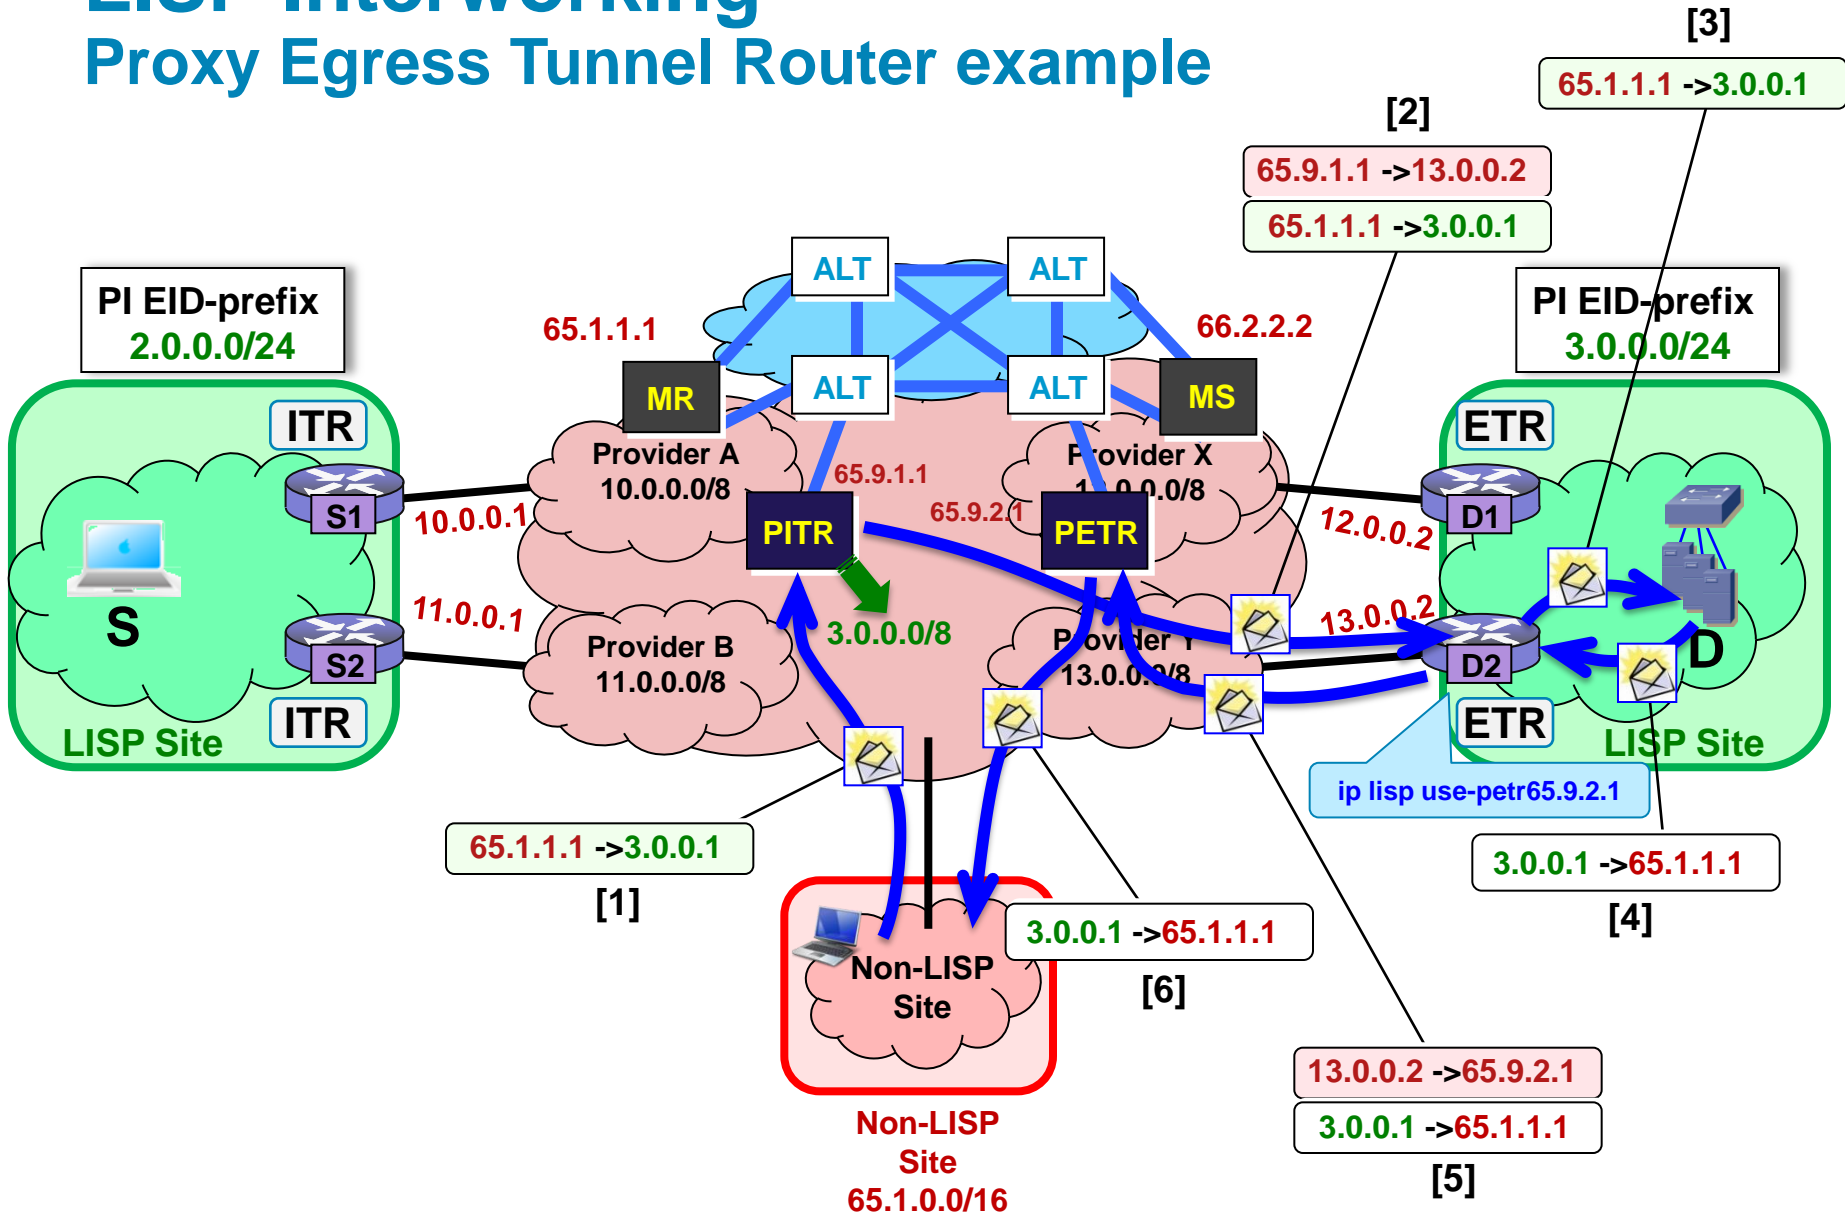 LISP Interworking
Proxy Egress Tunnel Router example
[3]
65.1.1.1 ->3.0.0.1
[2]
65.9.1.1 ->13.0.0.2
65.1.1.1 ->3.0.0.1
PI EID-prefix
2.0.0.0/24
65.1.1.1
ALT
ALT
66.2.2.2
PI EID-prefix
3.0.0.0/24
MR
ALT
ALT
MS
ITR
ETR
Provider A
10.0.0.0/8
65.9.1.1
Provider X
65.9.2.1
S1
10.0.0.1
PITR
PETR
12.0.0.2
D1
S
11.0.0.1
3.0.0.0/8
13.0.0.2
S2
Provider B
11.0.0.0/8
Provider Y
13.0.0.0/8
D2
D
ITR
ETR
LISP Site
LISP Site
ip lisp use-petr65.9.2.1
65.1.1.1 ->3.0.0.1
[1]
3.0.0.1 ->65.1.1.1
[4]
3.0.0.1 ->65.1.1.1
[6]
Non-LISP
Site
13.0.0.2 ->65.9.2.1
3.0.0.1 ->65.1.1.1
[5]
Non-LISP
Site
65.1.0.0/16